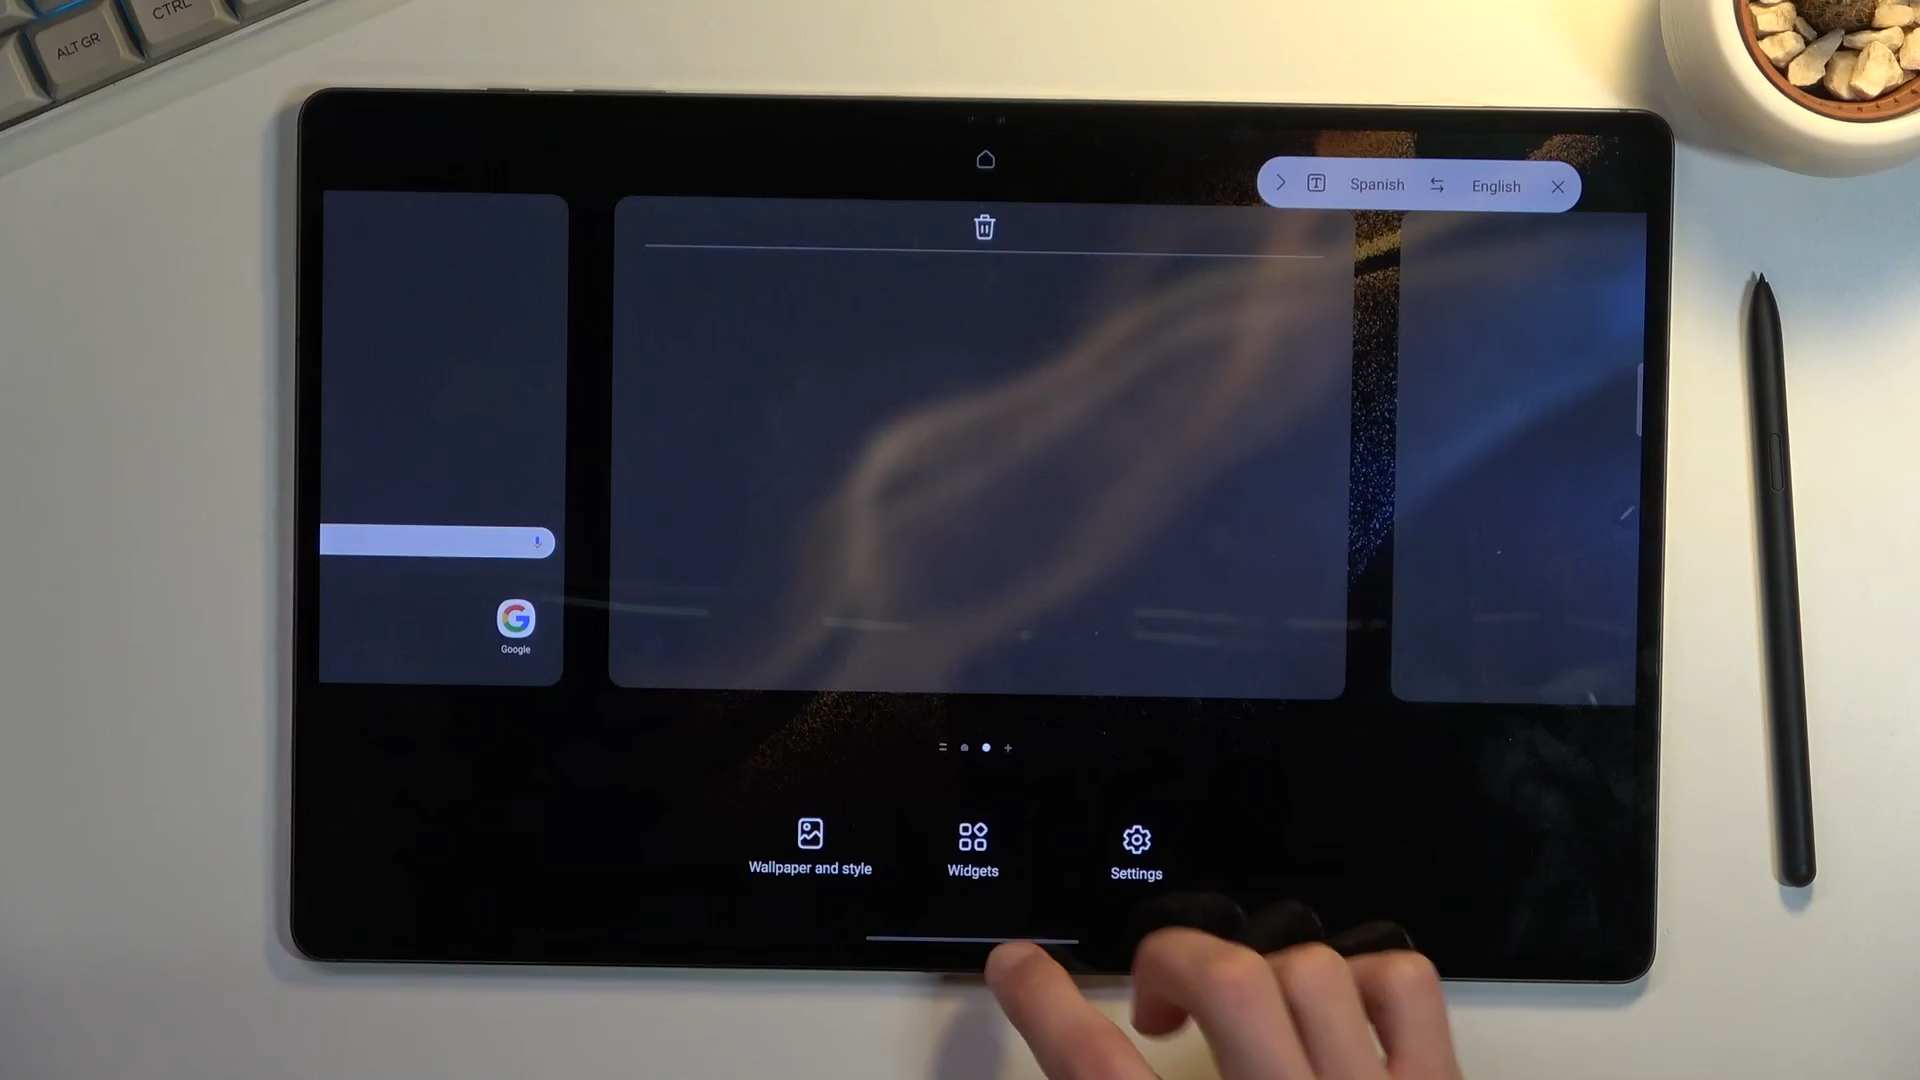 CTRL
ALT GR
Spanish
English
Google
Wallpaper and style
Widgets
Settings